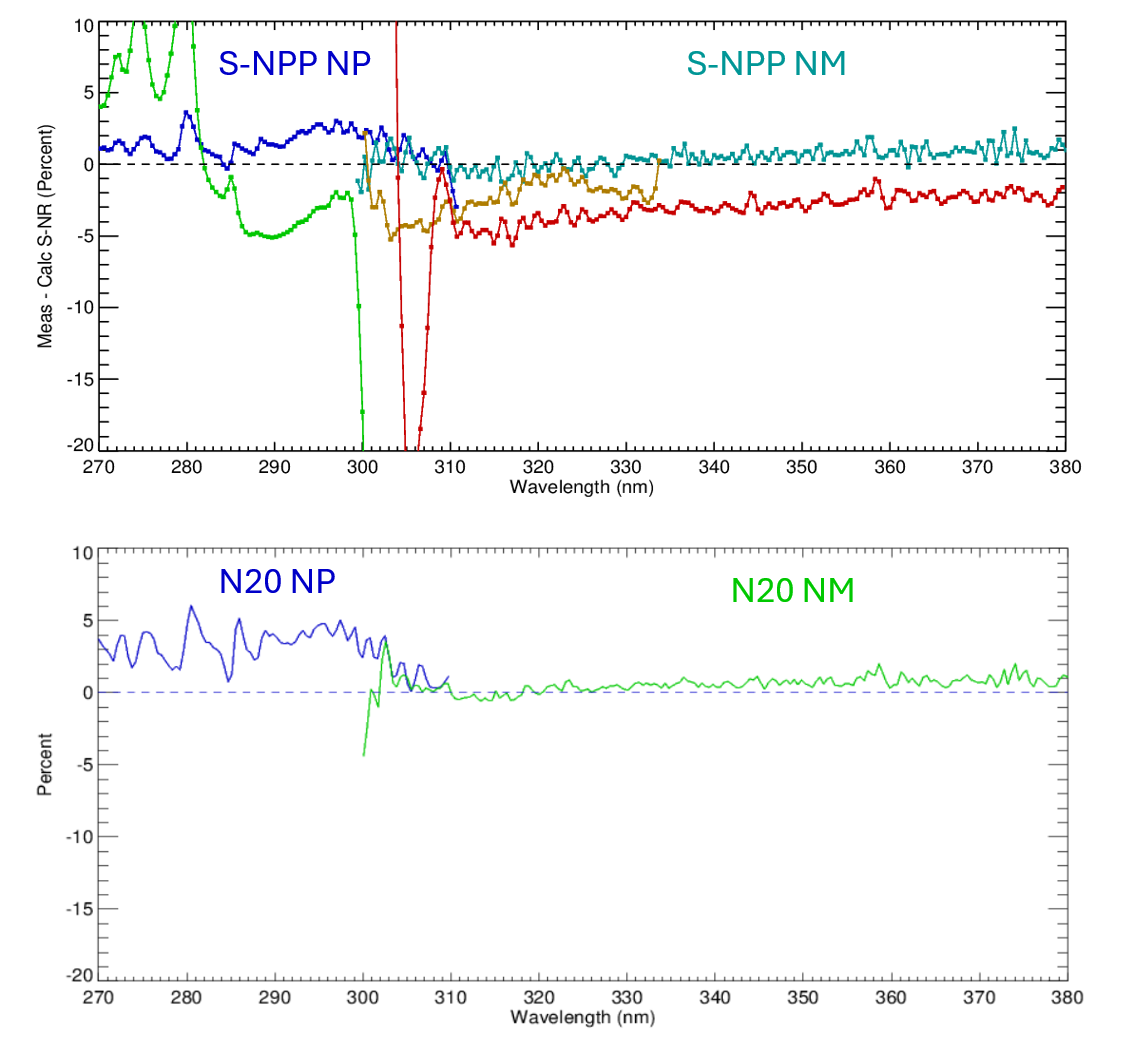 10
S-NPP NP
S-NPP NM
5
0
-5
-10
-15
-20
Meas - Calc S-NR (Percent)
270 280 290 300 310 320 330 340 350 360 370 380
Wavelength (nm)
10
N20 NP
N20 NM
5
0
-5
-10
-15
-20
Percent
270 280 290 300 310 320 330 340 350 360 370 380
Wavelength (nm)